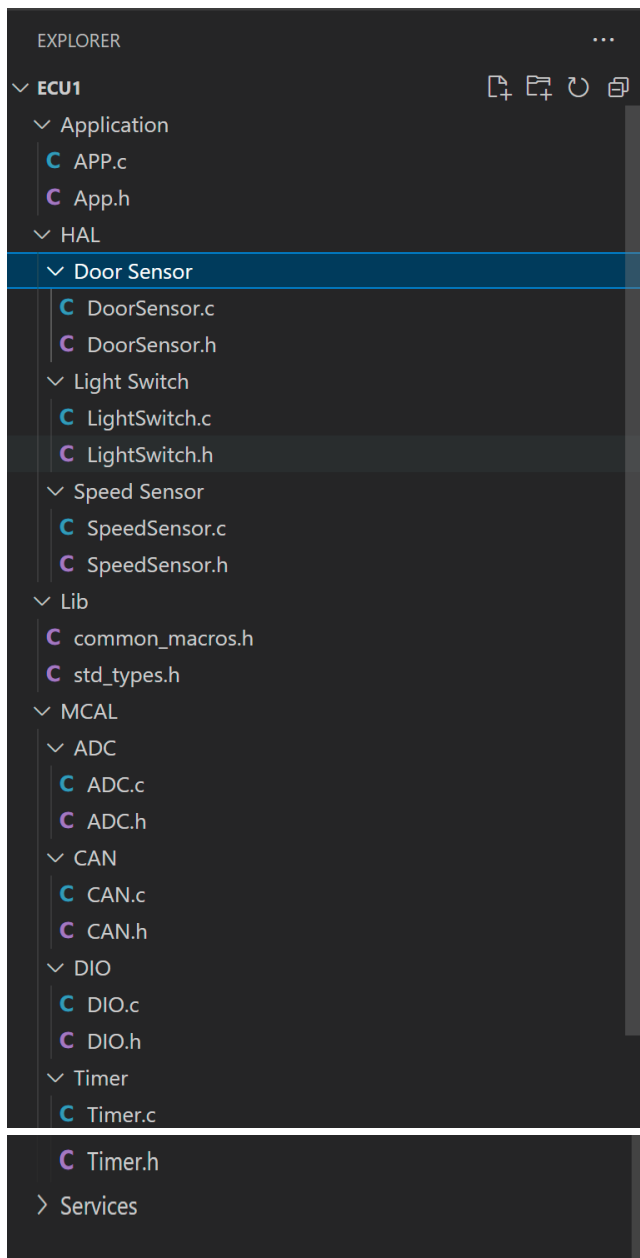 EXPLORER
ECU1
Application
C APP.c
C App.h
HAL
Door Sensor
C DoorSensor.c
C DoorSensor.h
Light Switch
C LightSwitch.c
C LightSwitch.h
Speed Sensor
C SpeedSensor.c
C SpeedSensor.h
Lib
C common_macros.h
C std_types.h
MCAL
ADC
C ADC.c
C ADC.h
CAN
C CAN.c
C CAN.h
DIO
C DIO.c
C DIO.h
Timer
C Timer.c
C Timer.h
Services